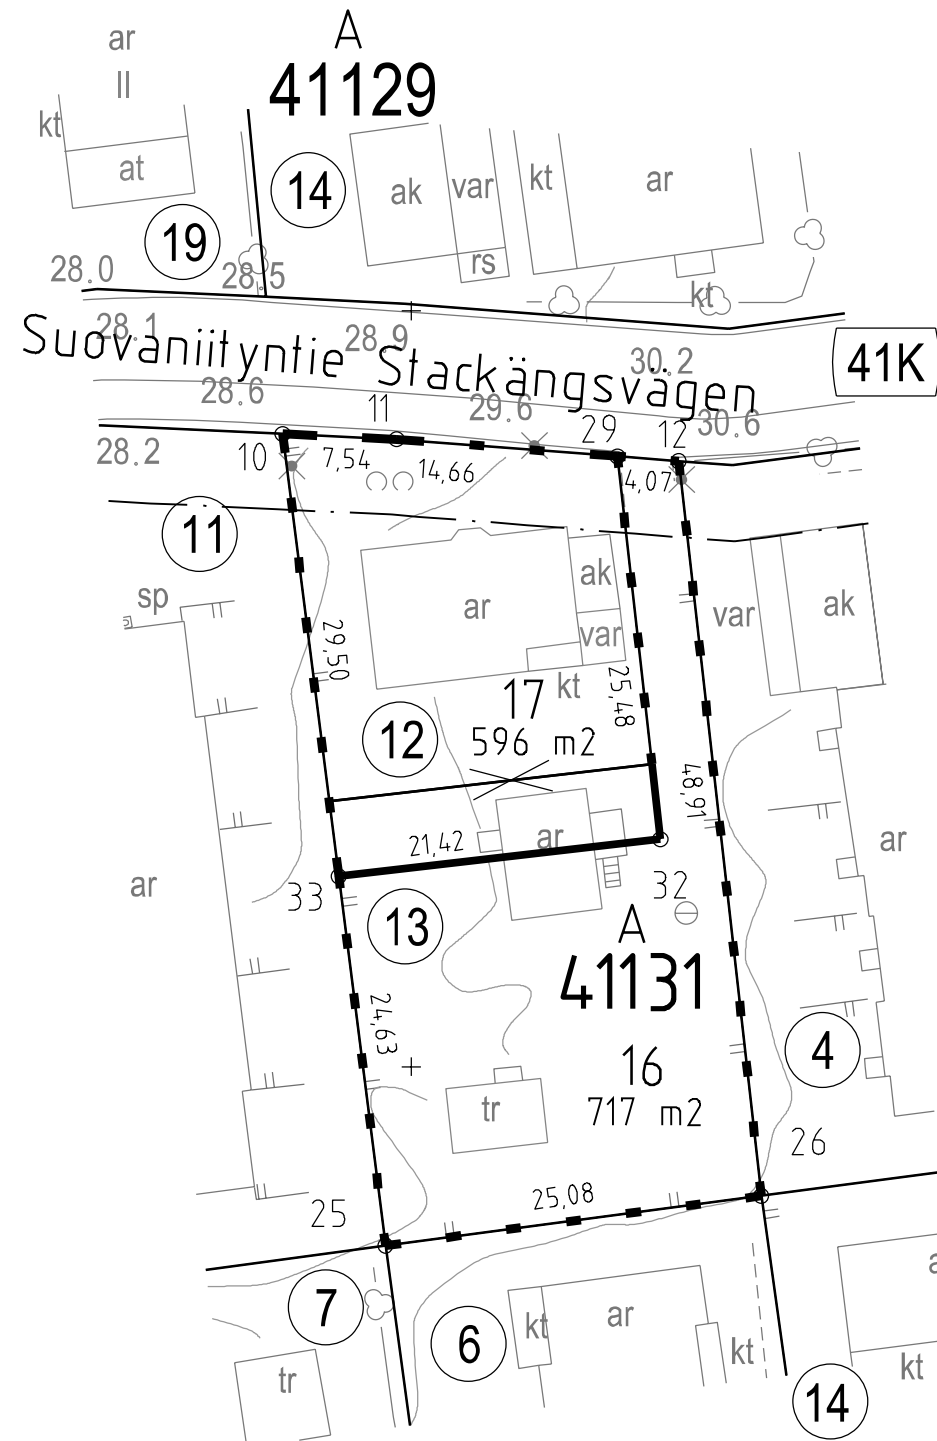 ar
II
kt
at
A
41129
14
ak
var
kt
ar
rs
kt
19
28.0
28.5
28.1
28.9
Suovaniityntie Stackängsvägen
30.2
41K
28.6
11
29.6
29
12
30.6
28.2
10
7,54
14,66
4,07
11
sp
ar
ak
var
var
ak
29,50
25,48
17
kt
12
596 m2
48,91
21,42
ar
ar
ar
33
32
13
A
41131
24,63
16
4
tr
717 m2
26
25
25,08
7
6
kt
ar
kt
a
kt
tr
14